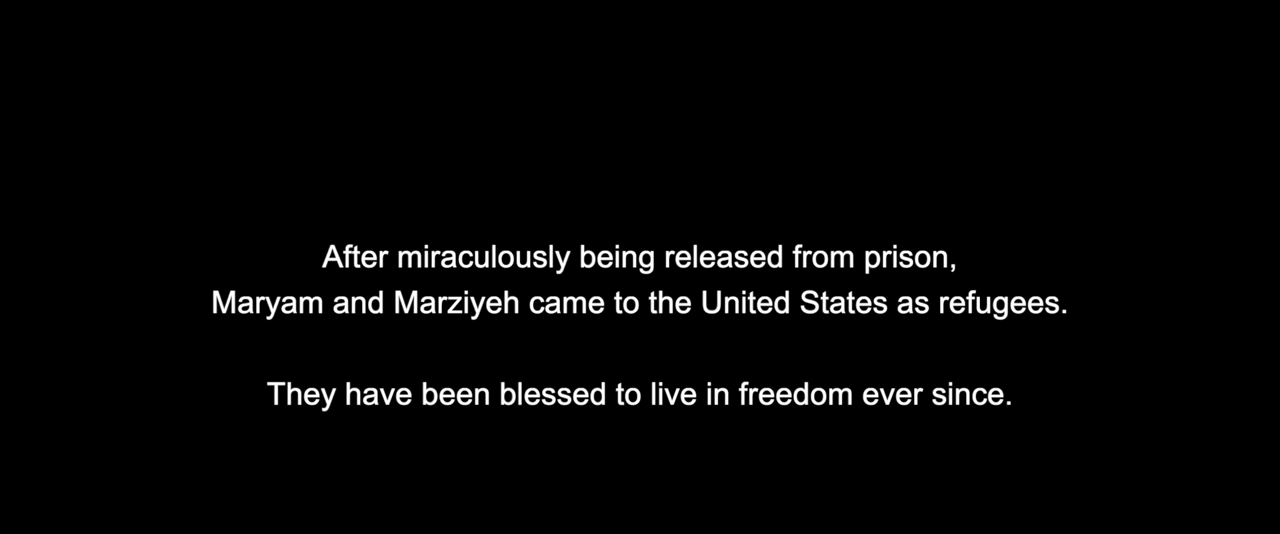 After miraculously being released from prison,
Maryam and Marziyeh came to the United States as refugees.
They have been blessed to live in freedom ever since.